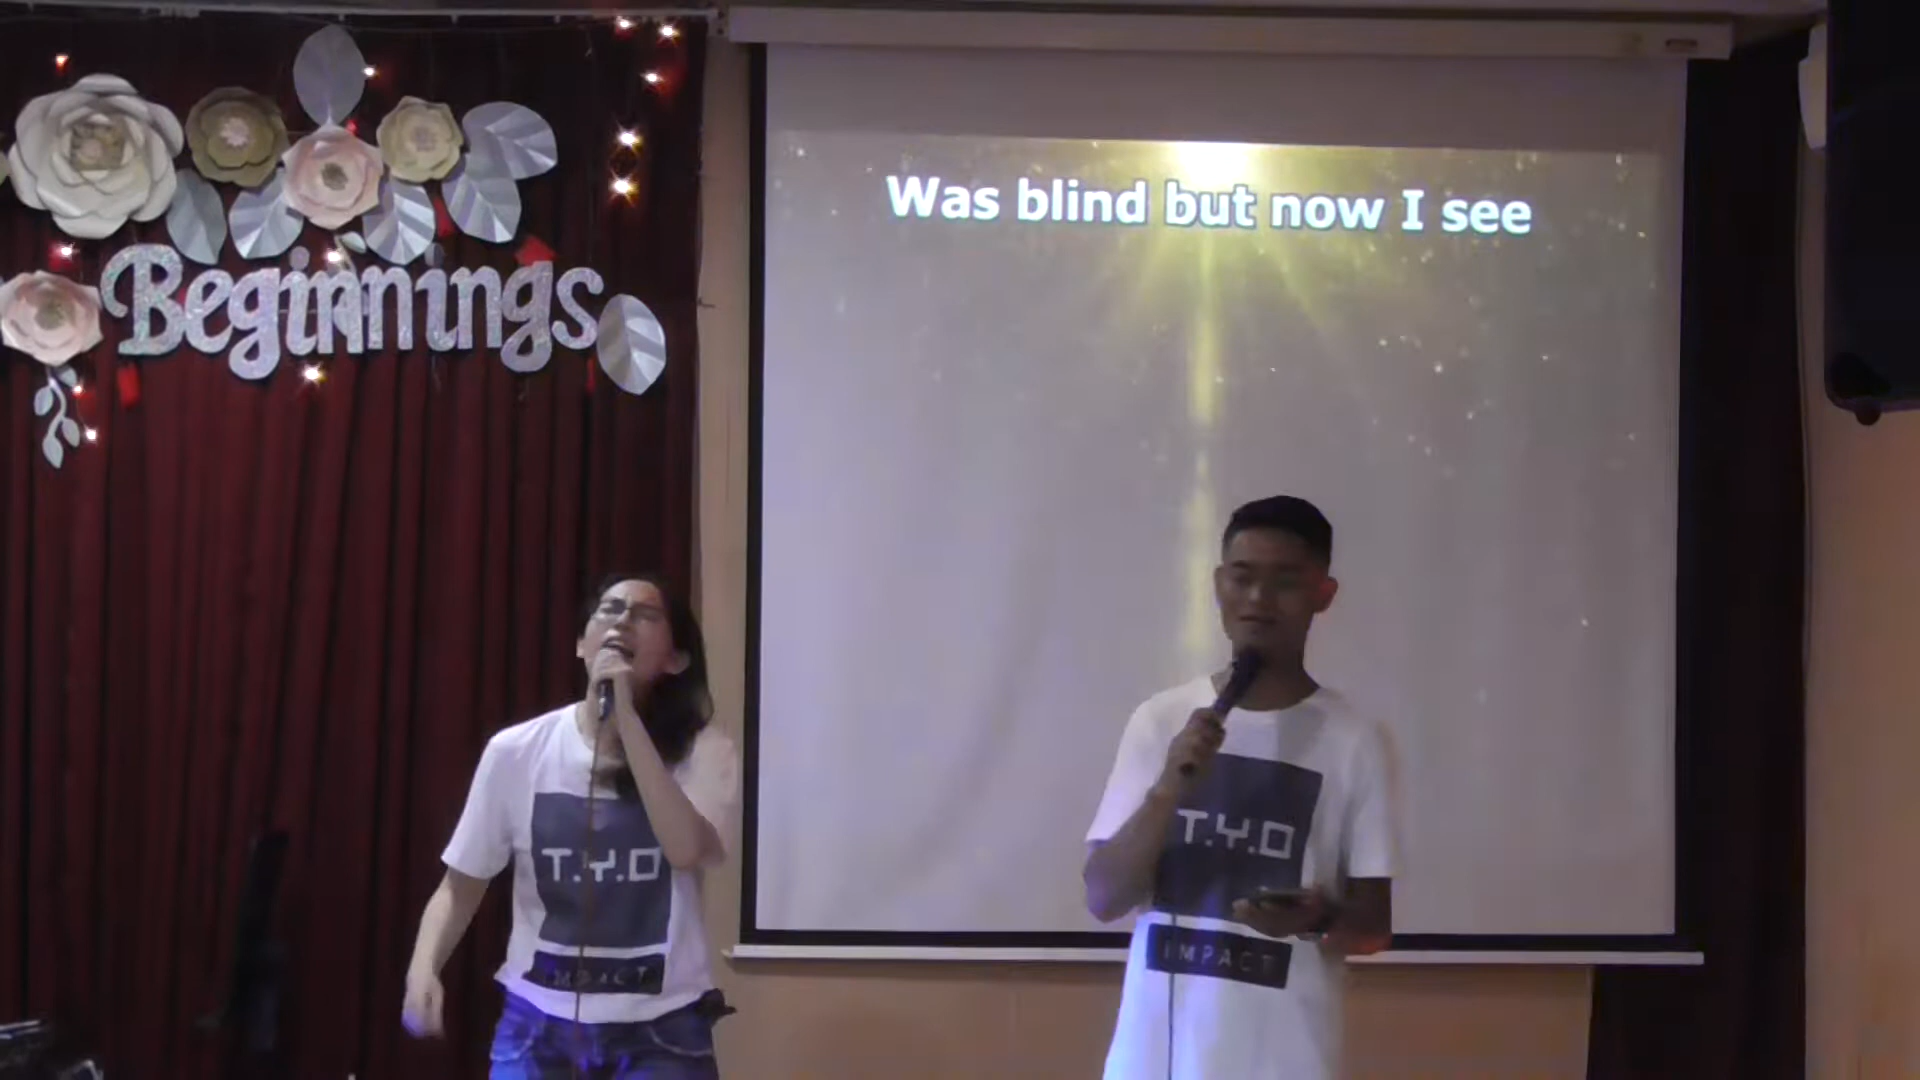 Beginnings
Was blind but now I see
T.Y.O
IMPACT
T.Y.O
IMPACT